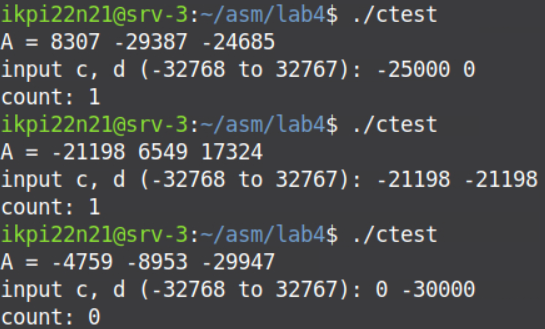 ikpi22n21@srv-3:~/asm/lab4$ ./ctest
A = 8307 -29387 -24685
input c, d (-32768 to 32767): -25000 0
count: 1
ikpi22n21@srv-3:~/asm/lab4$ ./ctest
A = -21198 6549 17324
input c, d (-32768 to 32767): -21198 -21198
count: 1
ikpi22n21@srv-3:~/asm/lab4$ ./ctest
A = -4759 -8953 -29947
input c, d (-32768 to 32767): 0 -30000
count: 0